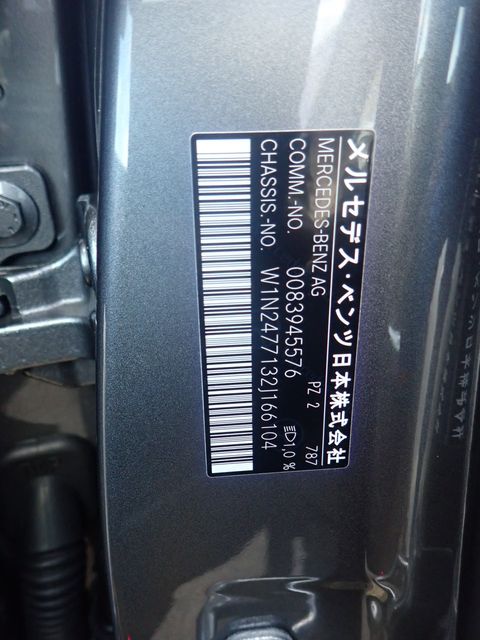 メルセデス・ベンツ日本株式会社
MERCEDES-BENZ AG
COMM.-NO. 0083945576 PZ 2 787
CHASSIS.-NO. W1N2477132J166104 1,0 %